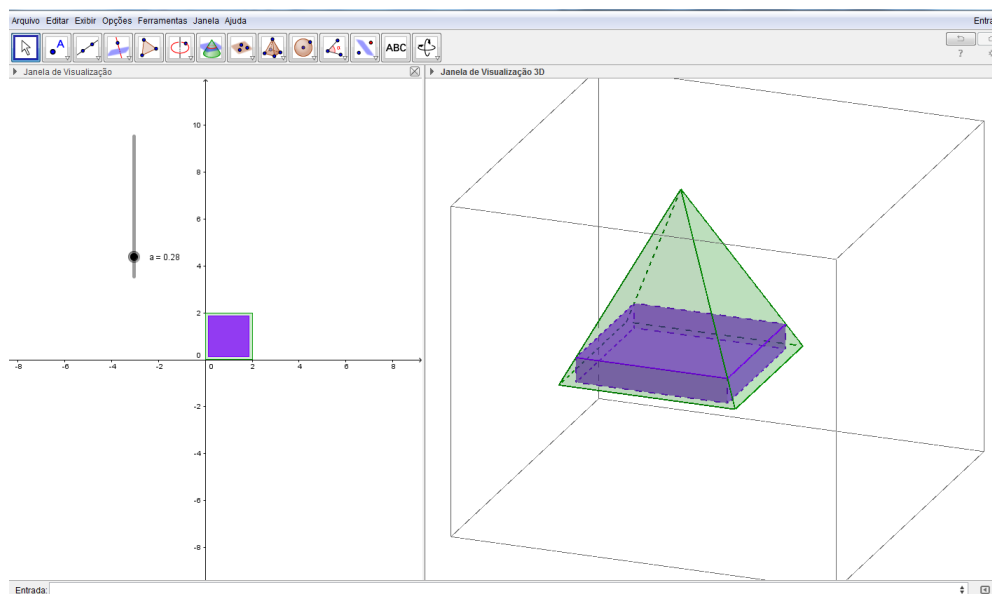 Arquivo Editar Exibir Opções Ferramentas Janela Ajuda
A
ABC
?
Janela de Visualização
Janela de Visualização 3D
10
8
6
4
2
0
-2
-4
-6
-8
-8 -6 -4 -2 0 2 4 6 8
a = 0.28
Entrada: